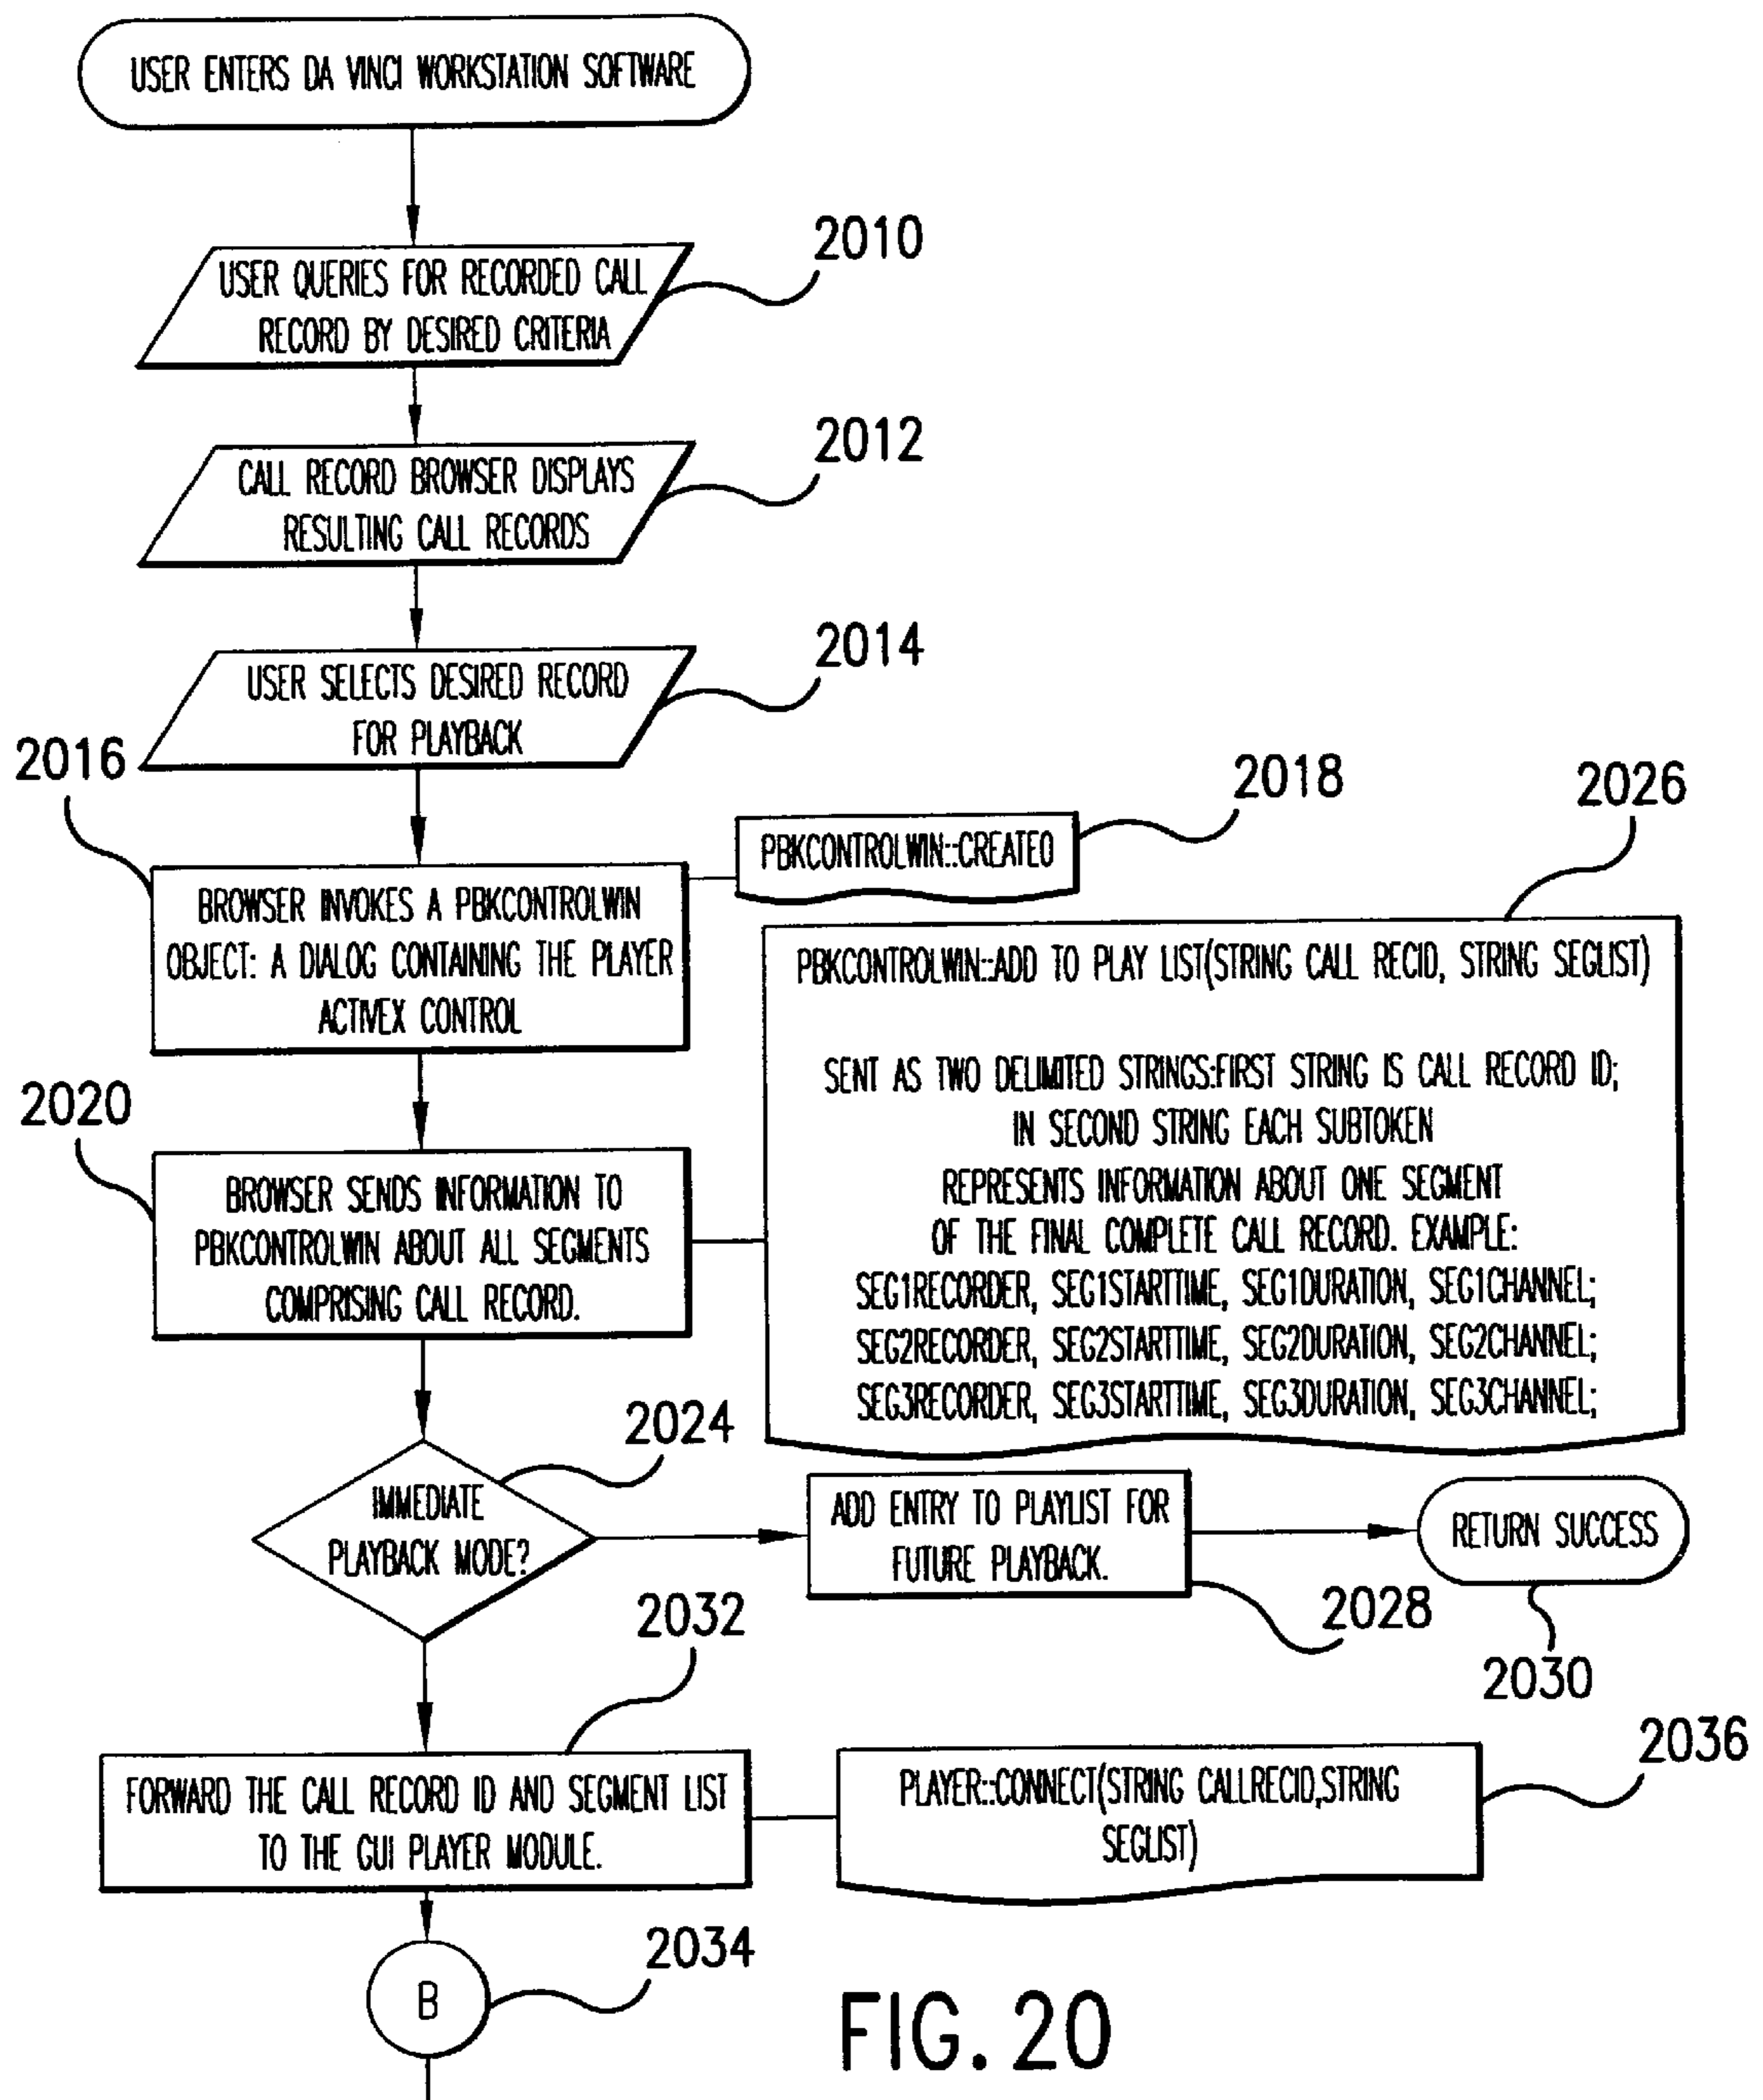 USER ENTERS DA VINCI WORKSTATION SOFTWARE
2010
USER QUERIES FOR RECORDED CALL
RECORD BY DESIRED CRITERIA
2012
CALL RECORD BROWSER DISPLAYS
RESULTING CALL RECORDS
2014
USER SELECTS DESIRED RECORD
FOR PLAYBACK
2016
2018
PBKCONTROLWIN::CREATE()
2026
BROWSER INVOKES A PBKCONTROLWIN
OBJECT: A DIALOG CONTAINING THE PLAYER
ACTIVEX CONTROL
PBKCONTROLWIN::ADD TO PLAY LIST(STRING CALL RECID, STRING SEGLIST)
SENT AS TWO DELIMITED STRINGS:FIRST STRING IS CALL RECORD ID;
IN SECOND STRING EACH SUBTOKEN
REPRESENTS INFORMATION ABOUT ONE SEGMENT
OF THE FINAL COMPLETE CALL RECORD. EXAMPLE:
SEG1RECORDER, SEG1STARTTIME, SEG1DURATION, SEG1CHANNEL;
SEG2RECORDER, SEG2STARTTIME, SEG2DURATION, SEG2CHANNEL;
SEG3RECORDER, SEG3STARTTIME, SEG3DURATION, SEG3CHANNEL;
2020
BROWSER SENDS INFORMATION TO
PBKCONTROLWIN ABOUT ALL SEGMENTS
COMPRISING CALL RECORD.
2024
IMMEDIATE
PLAYBACK MODE?
ADD ENTRY TO PLAYLIST FOR
FUTURE PLAYBACK.
2028
RETURN SUCCESS
2030
2032
FORWARD THE CALL RECORD ID AND SEGMENT LIST
TO THE GUI PLAYER MODULE.
2036
PLAYER::CONNECT(STRING CALLRECID,STRING
SEGLIST)
2034
B
FIG. 20